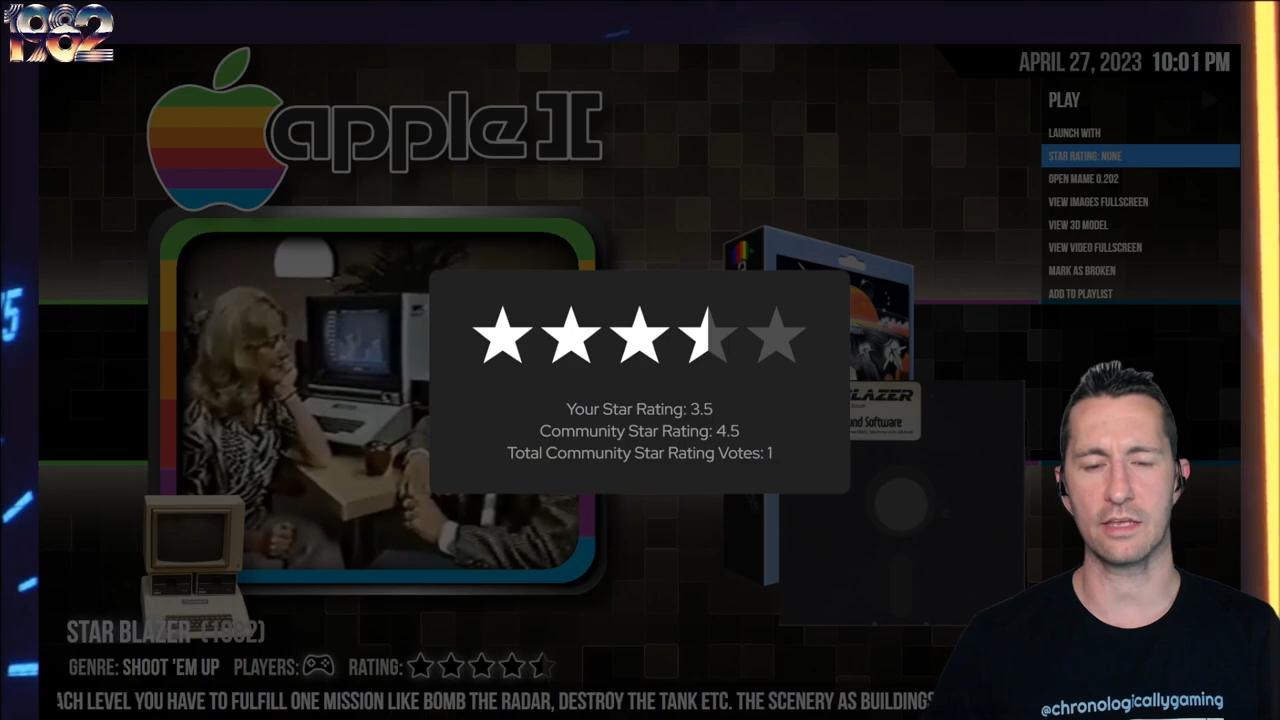 1982
APRIL 27, 2023 10:01 PM
apple II
PLAY
LAUNCH WITH
STAR RATING: NONE
OPEN MAME 0.202
VIEW IMAGES FULLSCREEN
VIEW 3D MODEL
VIEW VIDEO FULLSCREEN
MARK AS BROKEN
ADD TO PLAYLIST
Your Star Rating: 3.5
Community Star Rating: 4.5
Total Community Star Rating Votes: 1
STAR BLAZER (1982)
GENRE: SHOOT 'EM UP PLAYERS: RATING:
ACH LEVEL YOU HAVE TO FULFILL ONE MISSION LIKE BOMB THE RADAR, DESTROY THE TANK ETC. THE SCENERY AS BUILDINGS
@chronologicallygaming